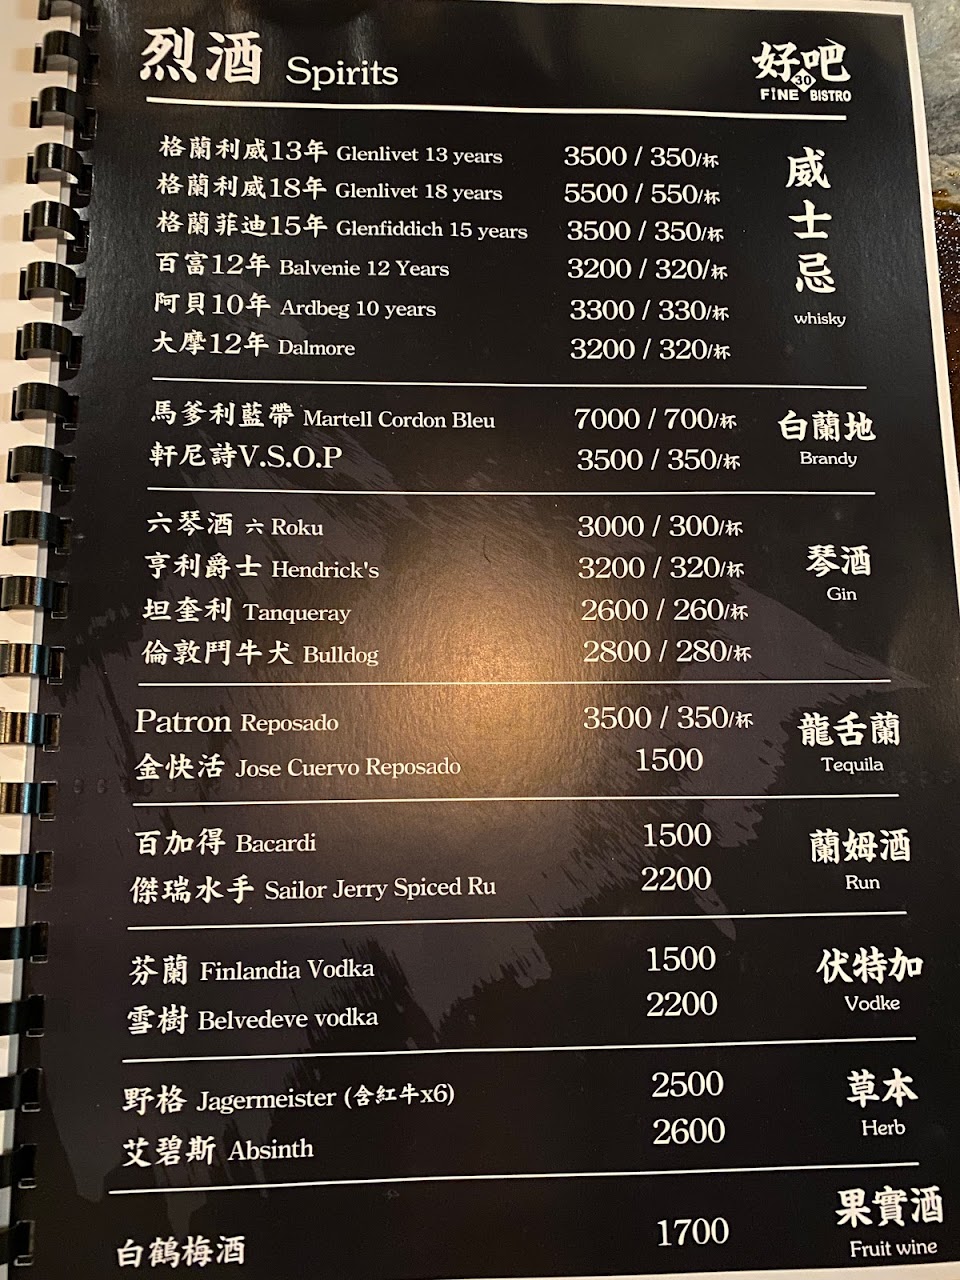 烈酒 Spirits
好吧
30
FINE BISTRO
格蘭利威13年 Glenlivet 13 years 3500 / 350/杯
格蘭利威18年 Glenlivet 18 years 5500 / 550/杯
格蘭菲迪15年 Glenfiddich 15 years 3500 / 350/杯
百富12年 Balvenie 12 Years 3200 / 320/杯
阿貝10年 Ardbeg 10 years 3300 / 330/杯
大摩12年 Dalmore 3200 / 320/杯
威士忌
whisky
馬爹利藍帶 Martell Cordon Bleu 7000 / 700/杯
軒尼詩V.S.O.P 3500 / 350/杯
白蘭地
Brandy
六琴酒 六 Roku 3000 / 300/杯
亨利爵士 Hendrick's 3200 / 320/杯
坦奎利 Tanqueray 2600 / 260/杯
倫敦鬥牛犬 Bulldog 2800 / 280/杯
琴酒
Gin
Patron Reposado 3500 / 350/杯
金快活 Jose Cuervo Reposado 1500
龍舌蘭
Tequila
百加得 Bacardi 1500
傑瑞水手 Sailor Jerry Spiced Ru 2200
蘭姆酒
Run
芬蘭 Finlandia Vodka 1500
雪樹 Belvedeve vodka 2200
伏特加
Vodke
野格 Jagermeister (含紅牛x6) 2500
艾碧斯 Absinth 2600
草本
Herb
白鶴梅酒 1700
果實酒
Fruit wine